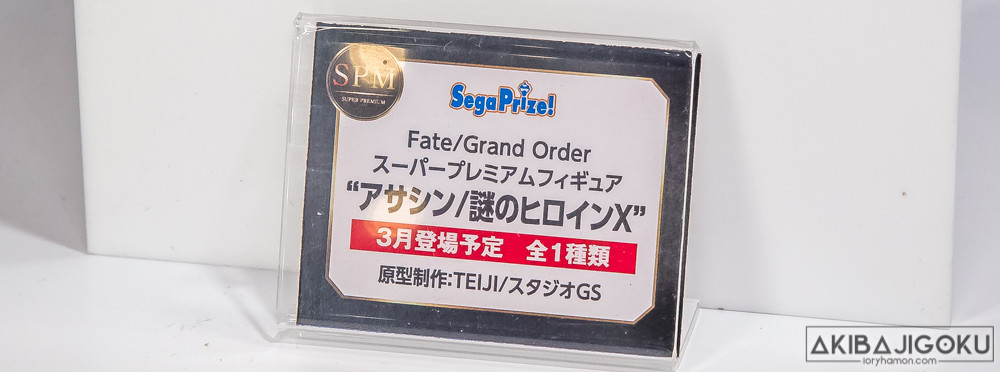 SPM
SUPER PREMIUM
SegaPrize!
Fate/Grand Order
スーパープレミアムフィギュア
“アサシン/謎のヒロインX”
3月登場予定 全1種類
原型制作:TEIJI/スタジオGS
AKIBAJIGOKU
ioryhamon.com